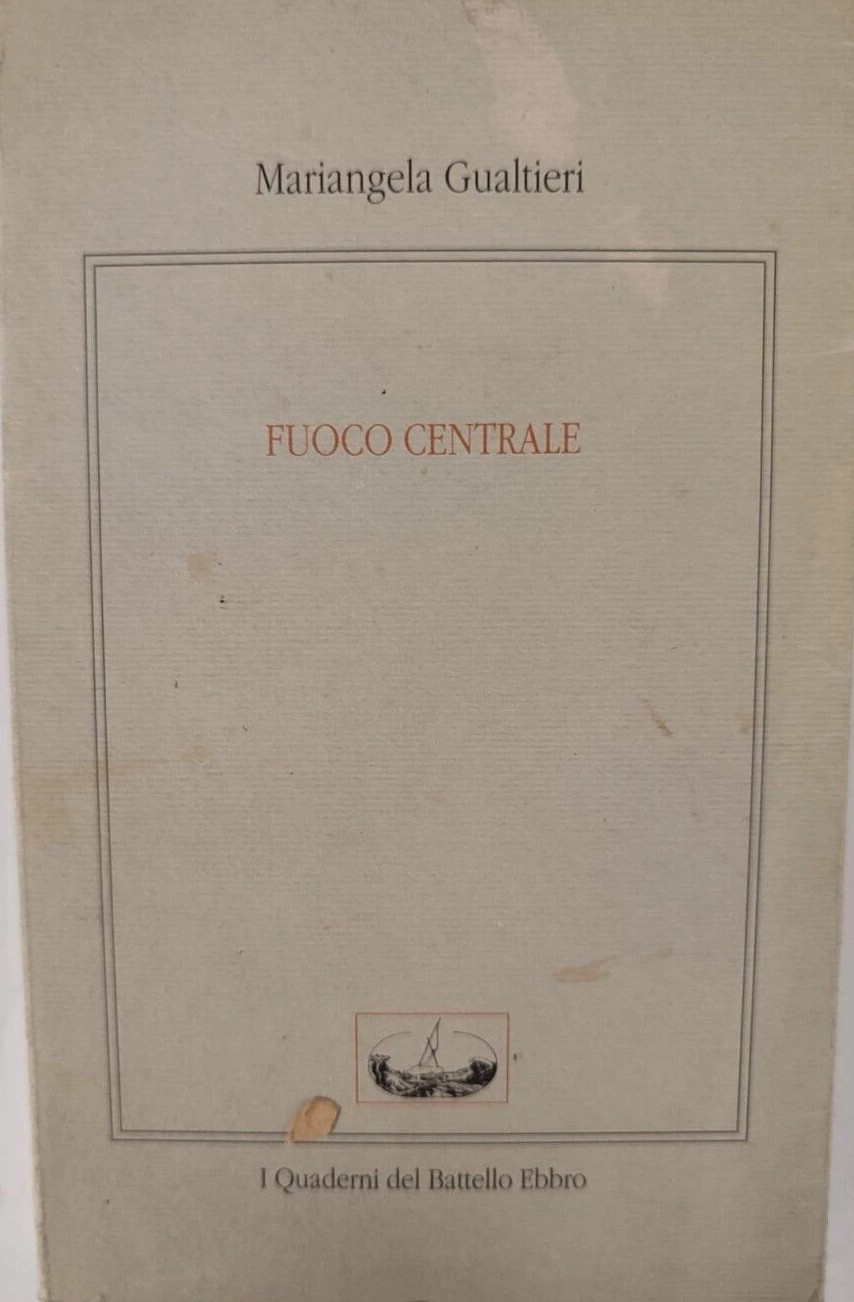 Mariangela Gualtieri
FUOCO CENTRALE
I Quaderni del Battello Ebbro